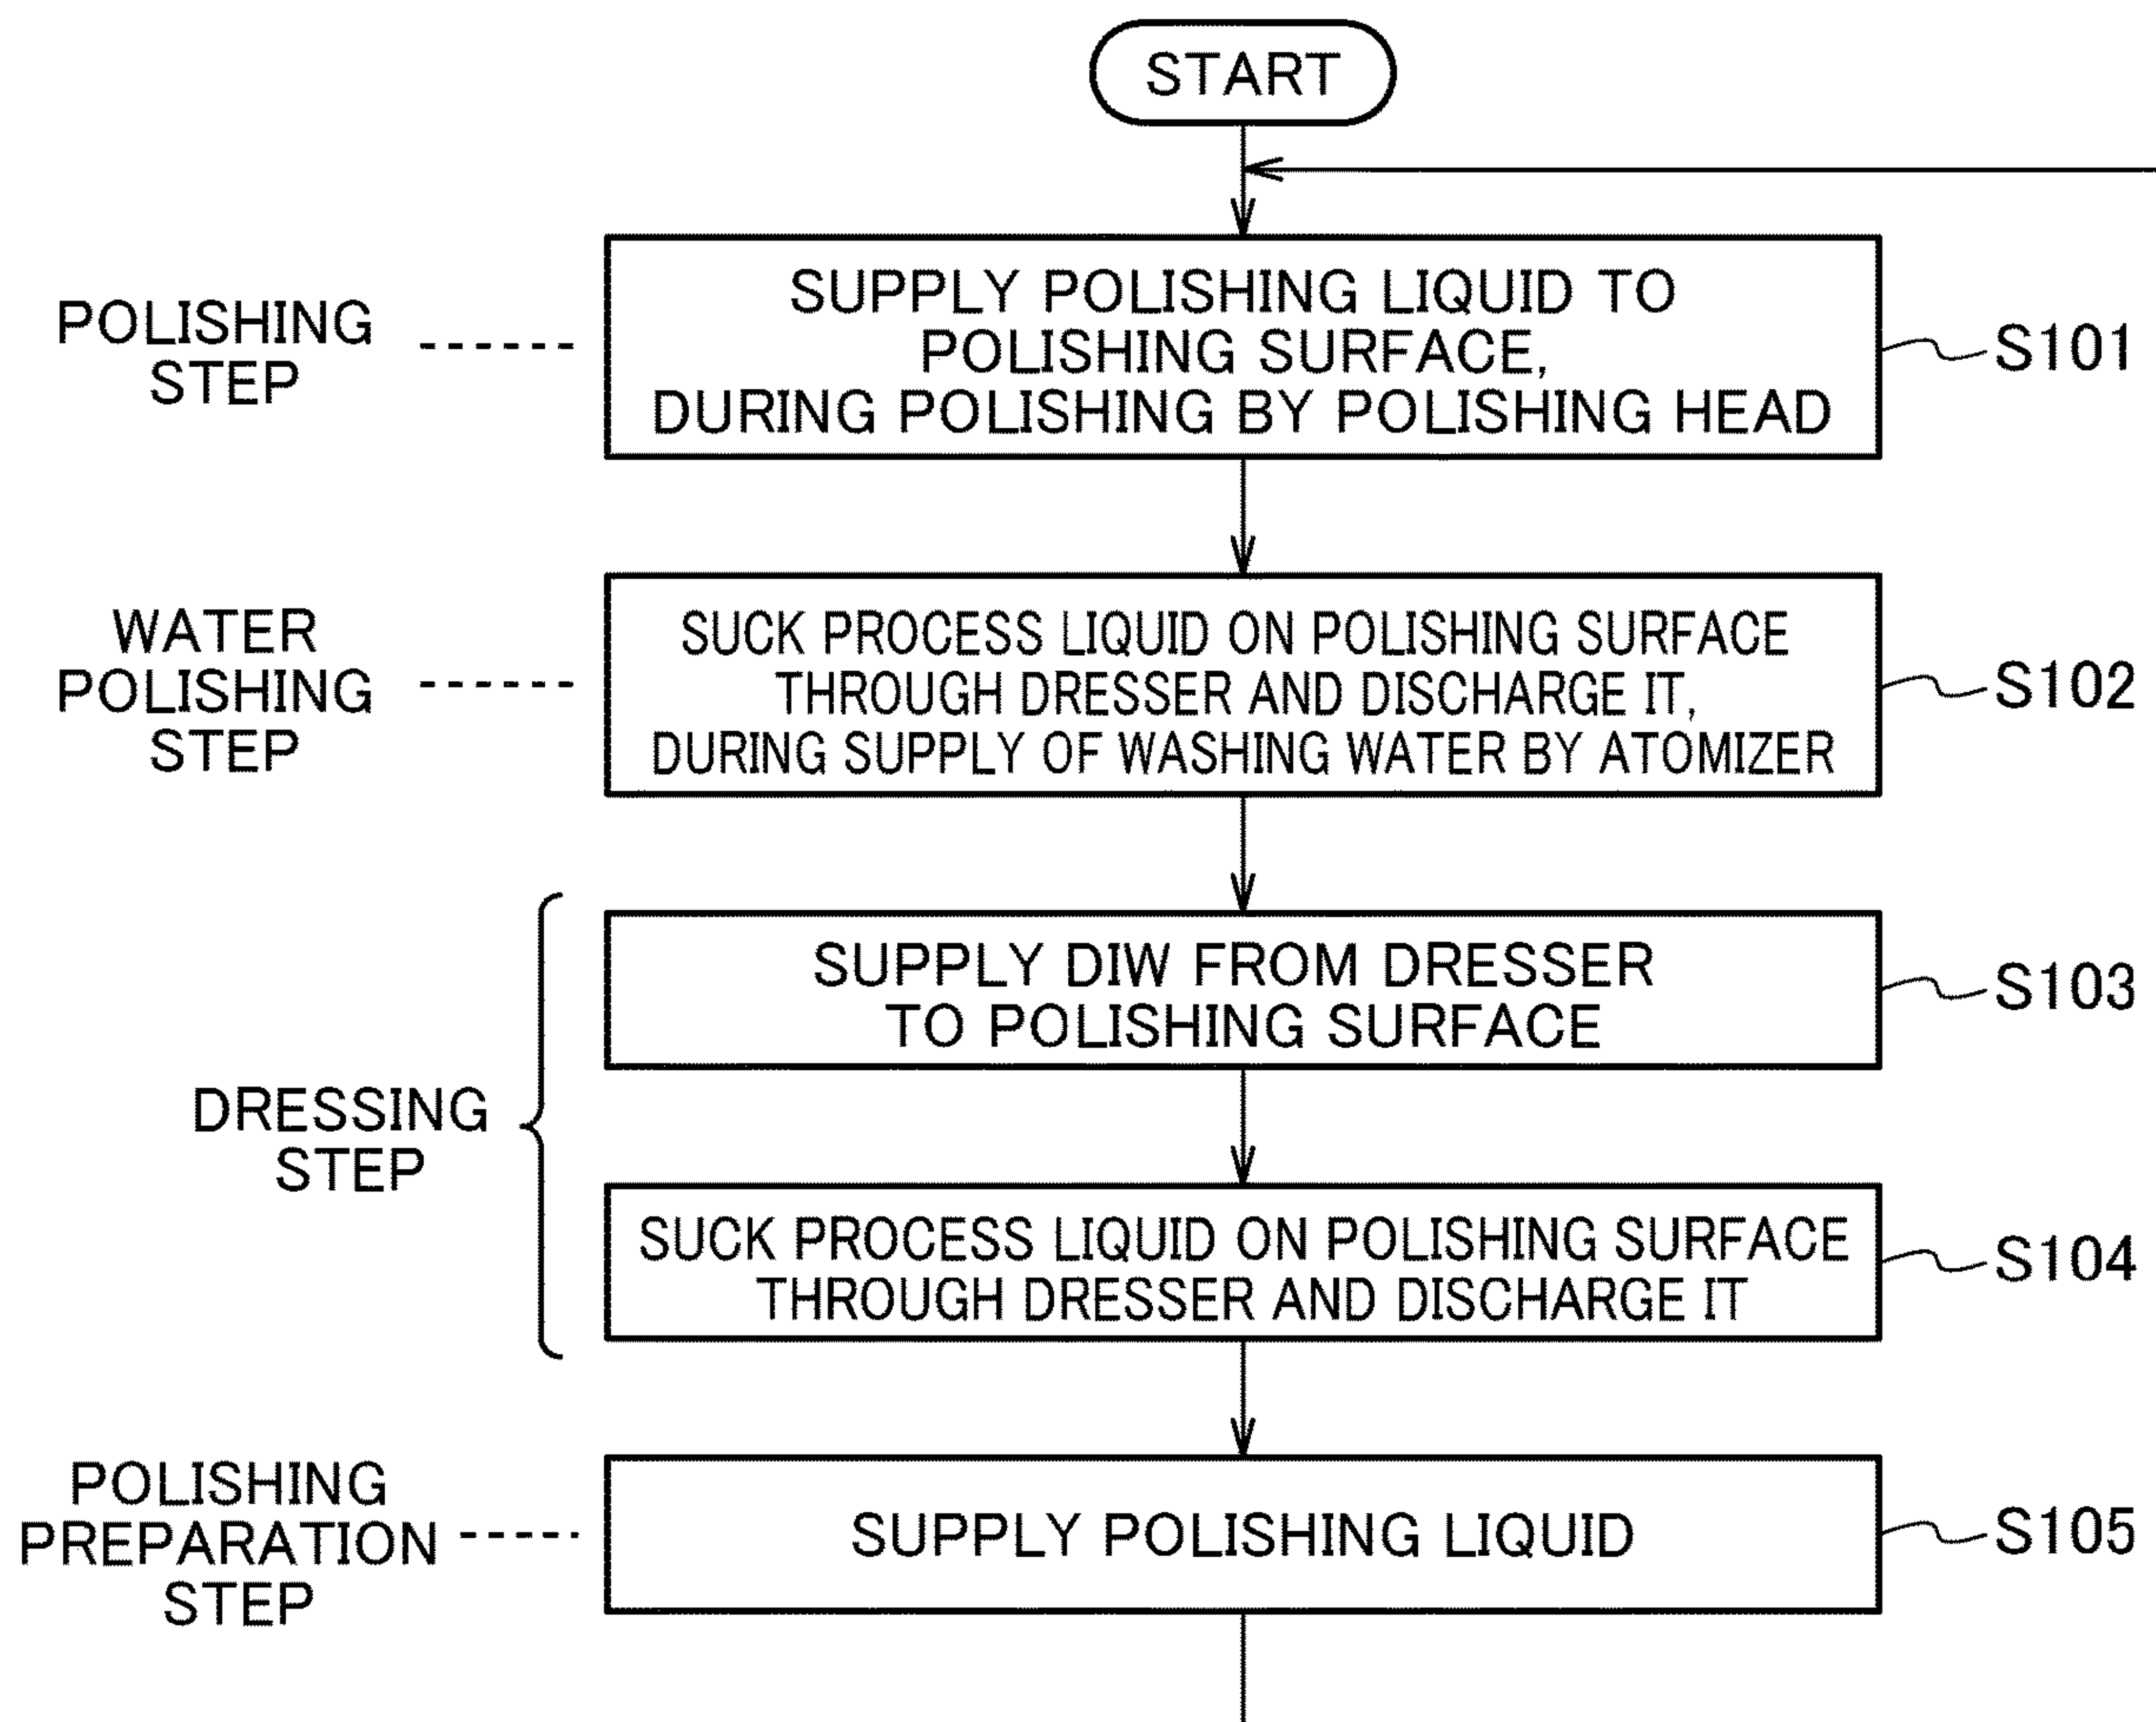 START
POLISHING
STEP
SUPPLY POLISHING LIQUID TO
POLISHING SURFACE,
DURING POLISHING BY POLISHING HEAD
S101
WATER
POLISHING
STEP
SUCK PROCESS LIQUID ON POLISHING SURFACE
THROUGH DRESSER AND DISCHARGE IT,
DURING SUPPLY OF WASHING WATER BY ATOMIZER
S102
DRESSING
STEP
SUPPLY DIW FROM DRESSER
TO POLISHING SURFACE
S103
SUCK PROCESS LIQUID ON POLISHING SURFACE
THROUGH DRESSER AND DISCHARGE IT
S104
POLISHING
PREPARATION
STEP
SUPPLY POLISHING LIQUID
S105